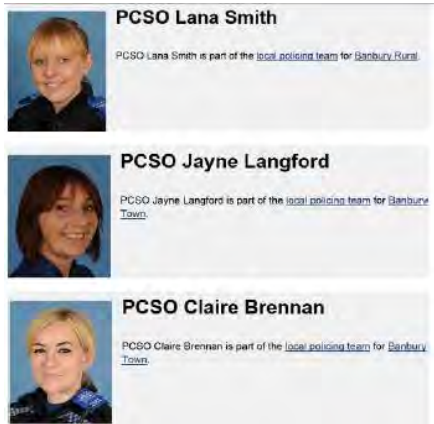 PCSO Lana Smith
PCSO Lana Smith is part of the local policing team for Banbury Rural.
PCSO Jayne Langford
PCSO Jayne Langford is part of the local policing team for Banbury
Town.
PCSO Claire Brennan
PCSO Claire Brennan is part of the local policing team for Banbury
Town.